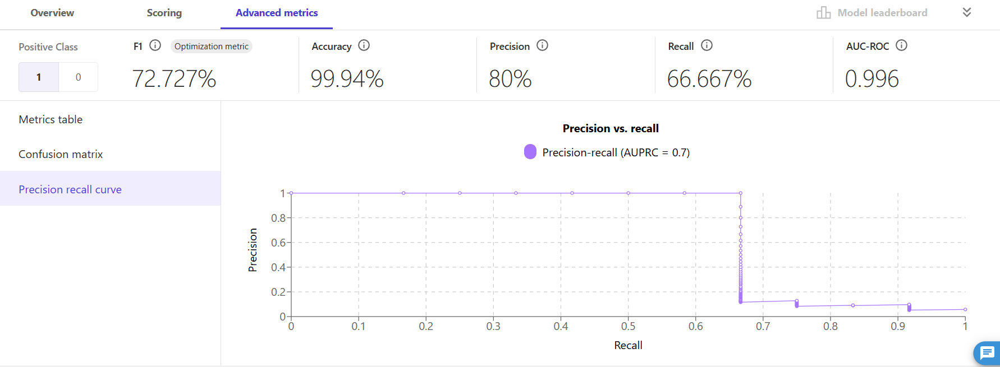 Overview
Scoring
Advanced metrics
Model leaderboard
Positive Class
1
0
F1
Optimization metric
72.727%
Accuracy
99.94%
Precision
80%
Recall
66.667%
AUC-ROC
0.996
Metrics table
Confusion matrix
Precision recall curve
Precision vs. recall
Precision-recall (AUPRC = 0.7)
Precision
1
0.8
0.6
0.4
0.2
0
0 0.1 0.2 0.3 0.4 0.5 0.6 0.7 0.8 0.9 1
Recall